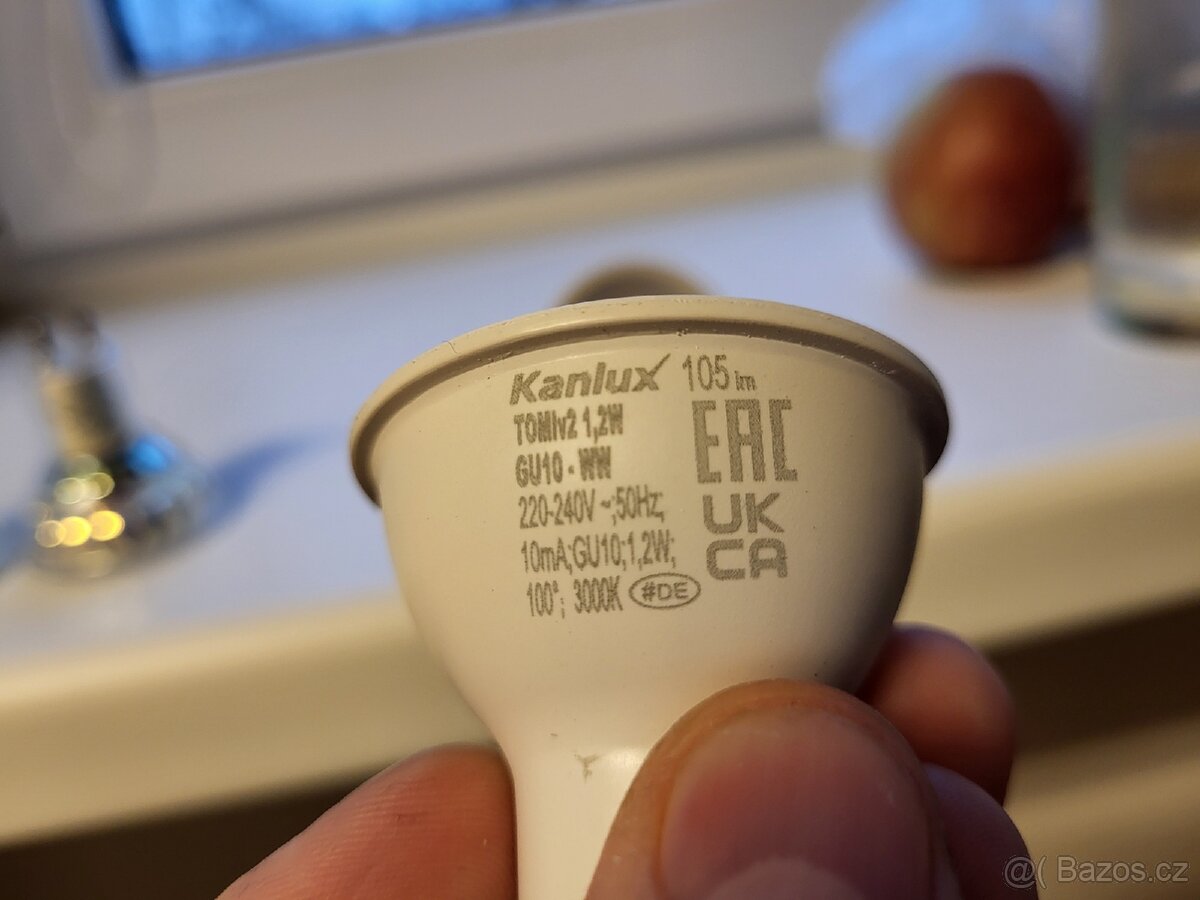 Kanlux 105 lm
TOMIv2 1,2W
GU10 - WW
220-240V ~;50Hz;
10mA;GU10;1,2W;
100°; 3000K #DE
EAC
UK
CA
@( Bazos.cz